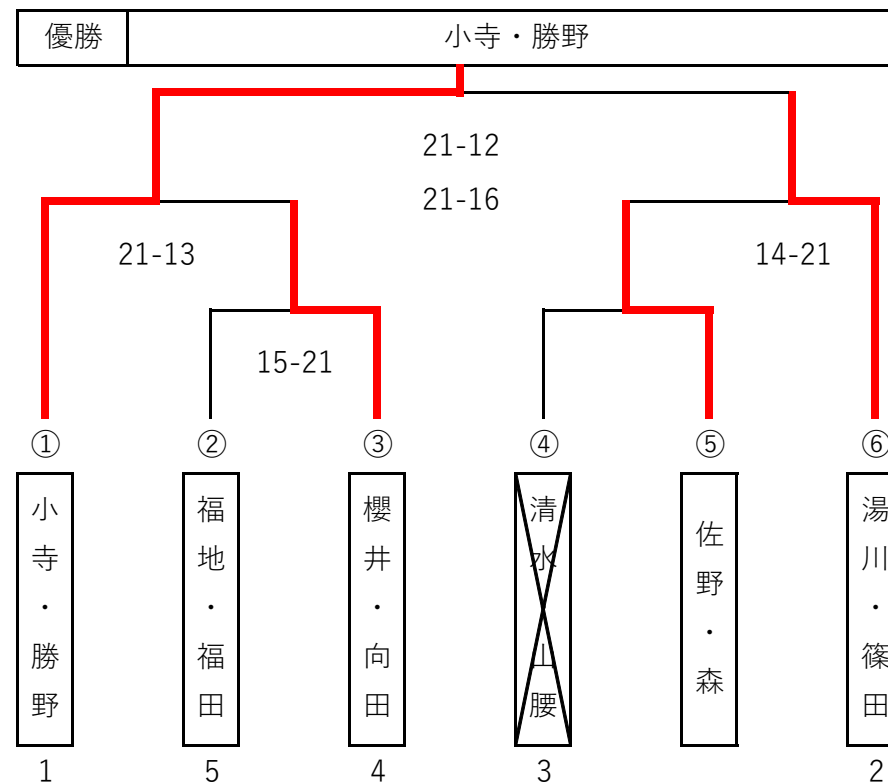 優勝
小寺・勝野
21-12
21-16
21-13
14-21
15-21
①
②
③
④
⑤
⑥
小寺・勝野
福地・福田
櫻井・向田
清水・山腰
佐野・森
湯川・篠田
1
5
4
3
2